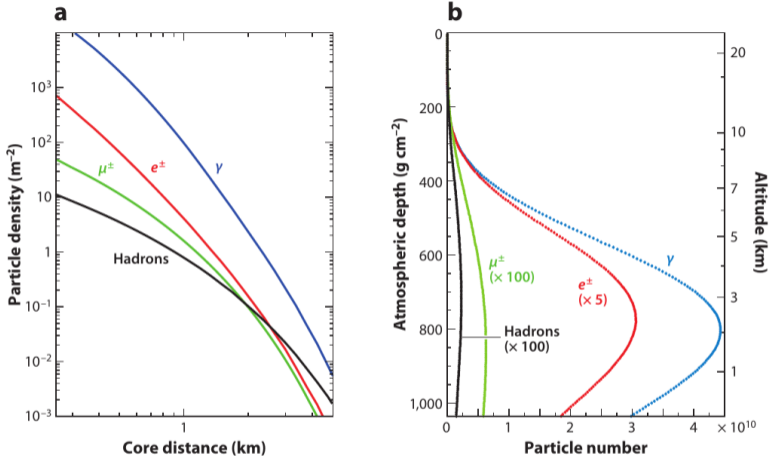 a
Particle density (m⁻²)
10³
10²
10
1
10⁻¹
10⁻²
10⁻³
μ±
e±
γ
Hadrons
1
Core distance (km)
b
Atmospheric depth (g cm⁻²)
0
200
400
600
800
1,000
μ±
(× 100)
e±
(× 5)
γ
Hadrons
(× 100)
20
10
7
5
3
1
Altitude (km)
0 1 2 3 4 × 10¹⁰
Particle number